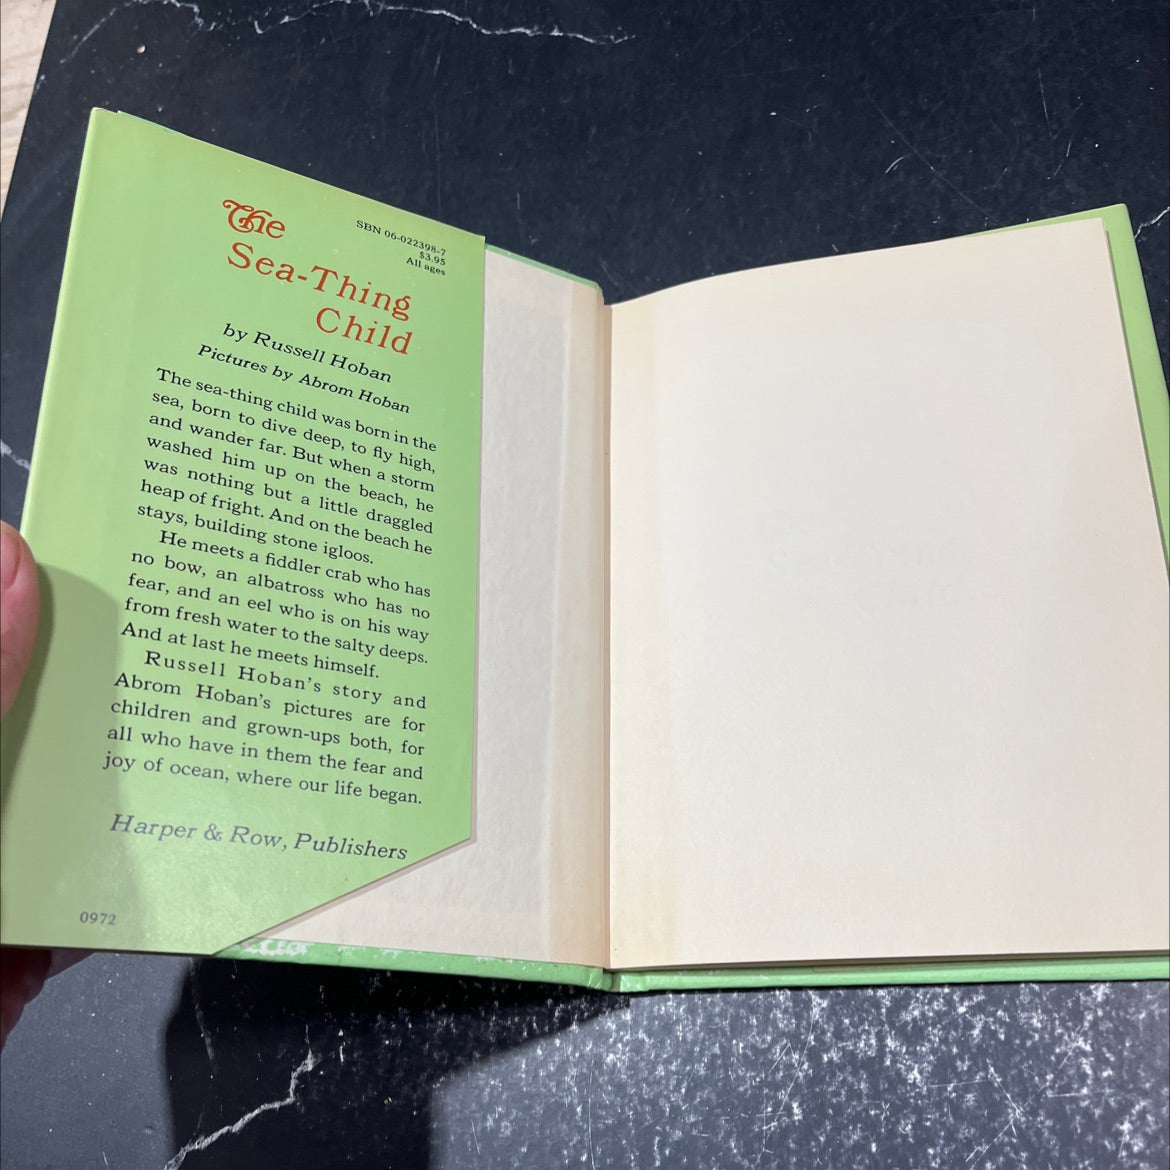 The
Sea-Thing
Child
SBN 06-022398-7
$3.95
All ages
by Russell Hoban
Pictures by Abrom Hoban
The sea-thing child was born in the
sea, born to dive deep, to fly high,
and wander far. But when a storm
washed him up on the beach, he
was nothing but a little draggled
heap of fright. And on the beach he
stays, building stone igloos.
He meets a fiddler crab who has
no bow, an albatross who has no
fear, and an eel who is on his way
from fresh water to the salty deeps.
And at last he meets himself.
Russell Hoban's story and
Abrom Hoban's pictures are for
children and grown-ups both, for
all who have in them the fear and
joy of ocean, where our life began.
Harper & Row, Publishers
0972